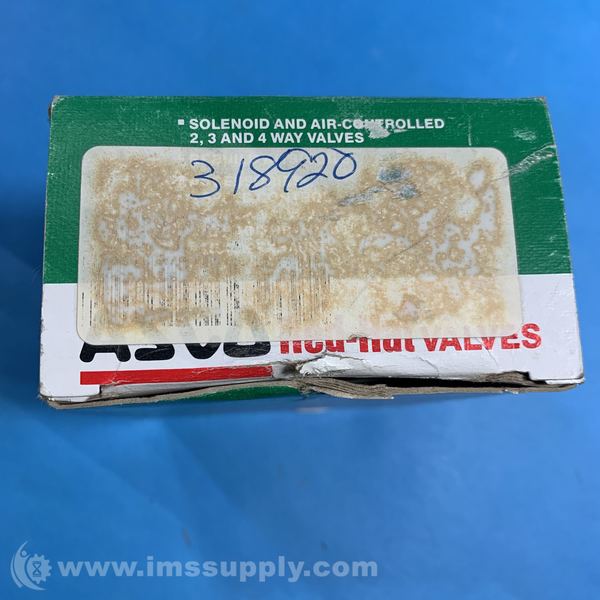 ▪ SOLENOID AND AIR-CONTROLLED
2, 3 AND 4 WAY VALVES
318920
VALVES
www.imssupply.com